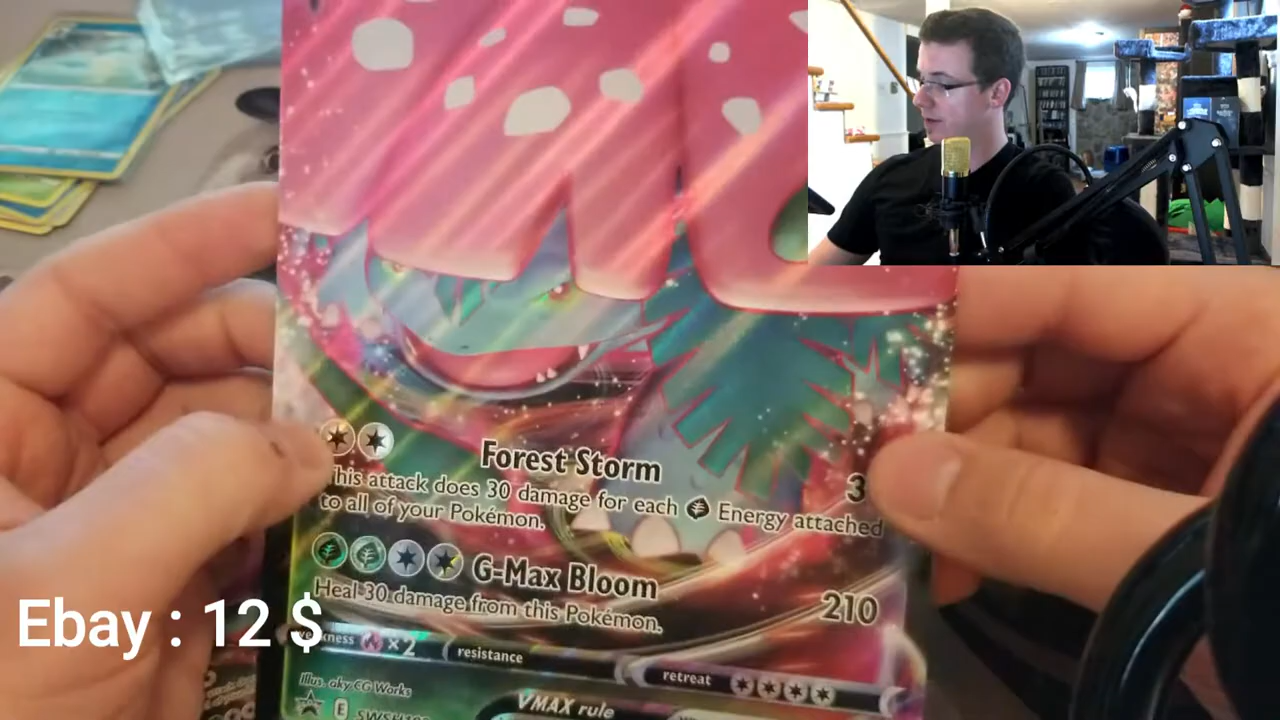 Forest Storm
This attack does 30 damage for each Energy attached
to all of your Pokémon.
G-Max Bloom 210
Heal 30 damage from this Pokémon.
Ebay : 12 $
×2
resistance
retreat
Illus. aky CG Works
E
VMAX rule